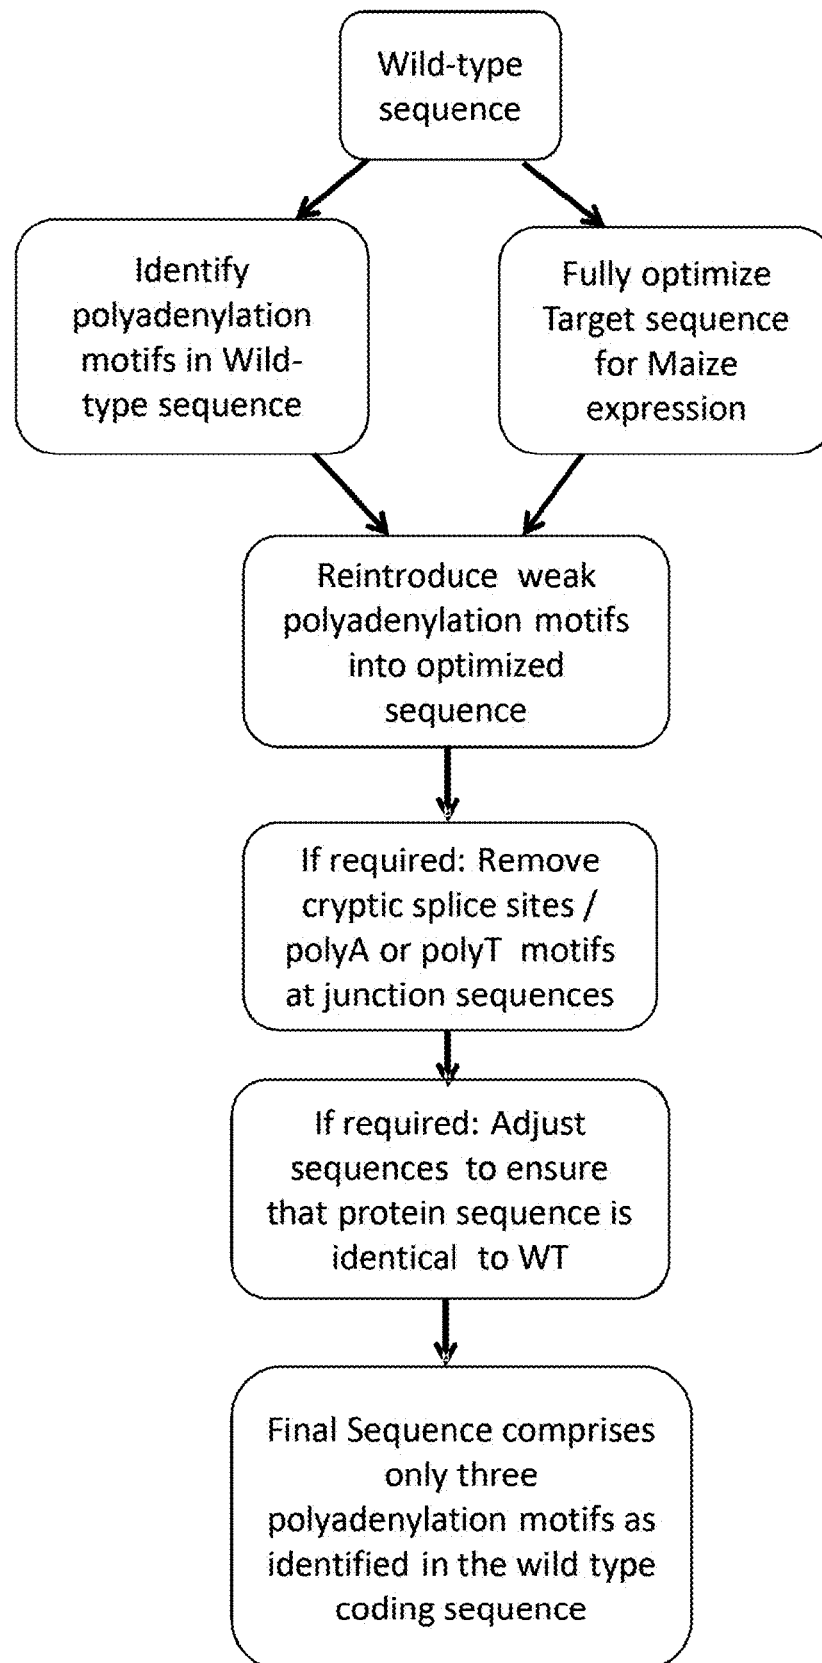 Wild-type
sequence
Identify
polyadenylation
motifs in Wild-
type sequence
Fully optimize
Target sequence
for Maize
expression
Reintroduce weak
polyadenylation motifs
into optimized
sequence
If required: Remove
cryptic splice sites /
polyA or polyT motifs
at junction sequences
If required: Adjust
sequences to ensure
that protein sequence is
identical to WT
Final Sequence comprises
only three
polyadenylation motifs as
identified in the wild type
coding sequence